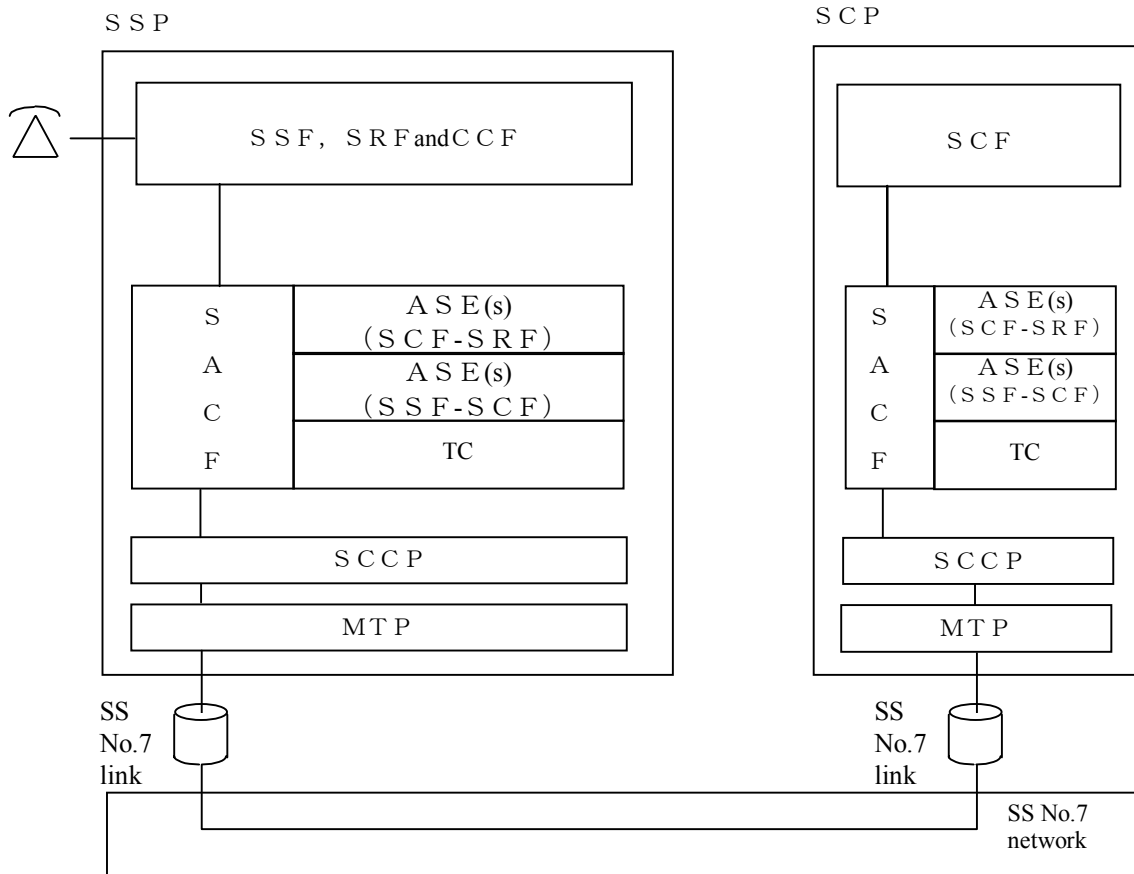 SSP
SSF, SRFandCCF
S
A
C
F
ASE(s)
(SCF-SRF)
ASE(s)
(SSF-SCF)
TC
SCCP
MTP
SS
No.7
link
SCP
SCF
S
A
C
F
ASE(s)
(SCF-SRF)
ASE(s)
(SSF-SCF)
TC
SCCP
MTP
SS
No.7
link
SS No.7
network